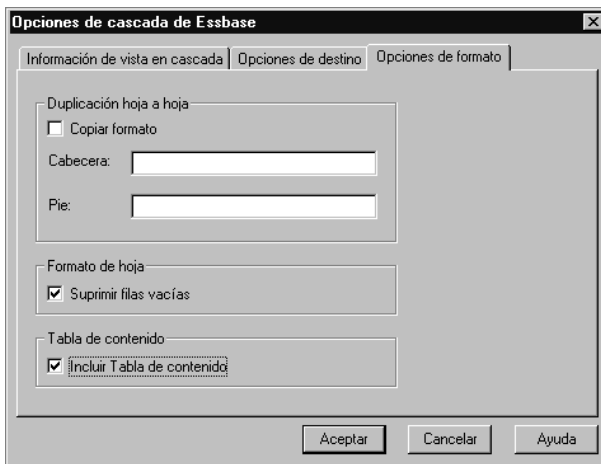 Opciones de cascada de Essbase
Información de vista en cascada Opciones de destino Opciones de formato
Duplicación hoja a hoja
Copiar formato
Cabecera:
Pie:
Formato de hoja
Suprimir filas vacías
Tabla de contenido
Incluir Tabla de contenido
Aceptar Cancelar Ayuda